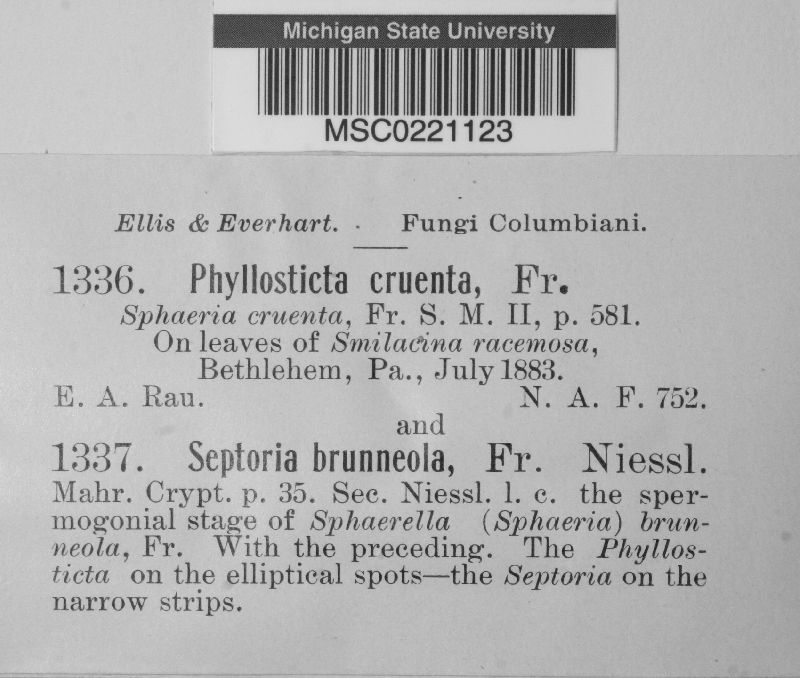 Michigan State University
MSC0221123
Ellis & Everhart. Fungi Columbiani.
1336. Phyllosticta cruenta, Fr.
Sphaeria cruenta, Fr. S. M. II, p. 581.
On leaves of Smilacina racemosa,
Bethlehem, Pa., July 1883.
E. A. Rau. N. A. F. 752.
and
1337. Septoria brunneola, Fr. Niessl.
Mahr. Crypt. p. 35. Sec. Niessl. l. c. the sper-
mogonial stage of Sphaerella (Sphaeria) brun-
neola, Fr. With the preceding. The Phyllos-
ticta on the elliptical spots—the Septoria on the
narrow strips.